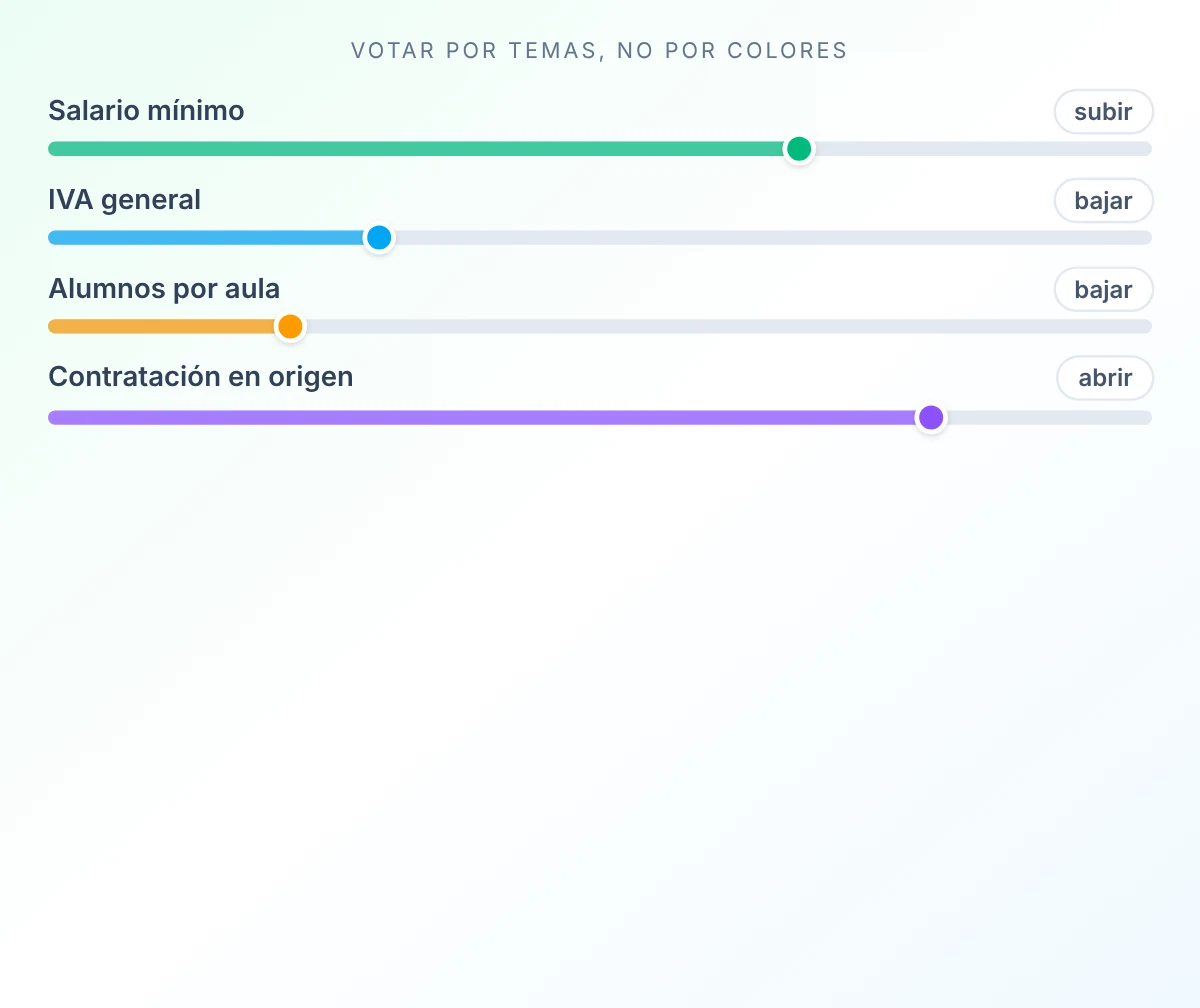 VOTAR POR TEMAS, NO POR COLORES
Salario mínimo
subir
IVA general
bajar
Alumnos por aula
bajar
Contratación en origen
abrir